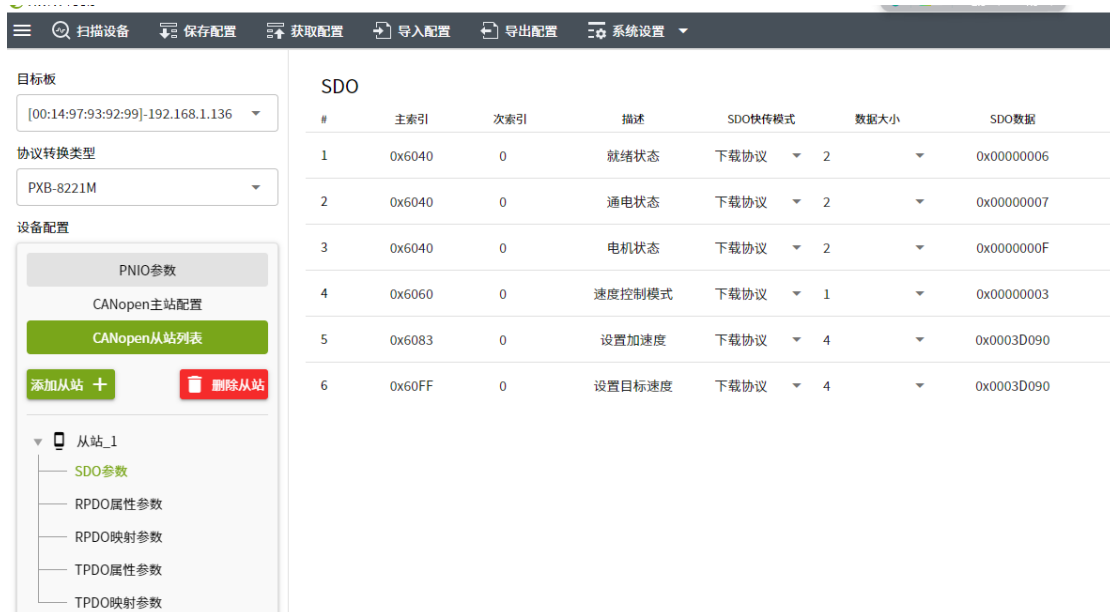 扫描设备 保存配置 获取配置 导入配置 导出配置 系统设置
目标板
[00:14:97:93:92:99]-192.168.1.136
协议转换类型
PXB-8221M
设备配置
PNIO参数
CANopen主站配置
CANopen从站列表
添加从站 删除从站
从站_1
SDO参数
RPDO属性参数
RPDO映射参数
TPDO属性参数
TPDO映射参数
SDO
# 主索引 次索引 描述 SDO快传模式 数据大小 SDO数据
1 0x6040 0 就绪状态 下载协议 2 0x00000006
2 0x6040 0 通电状态 下载协议 2 0x00000007
3 0x6040 0 电机状态 下载协议 2 0x0000000F
4 0x6060 0 速度控制模式 下载协议 1 0x00000003
5 0x6083 0 设置加速度 下载协议 4 0x0003D090
6 0x60FF 0 设置目标速度 下载协议 4 0x0003D090